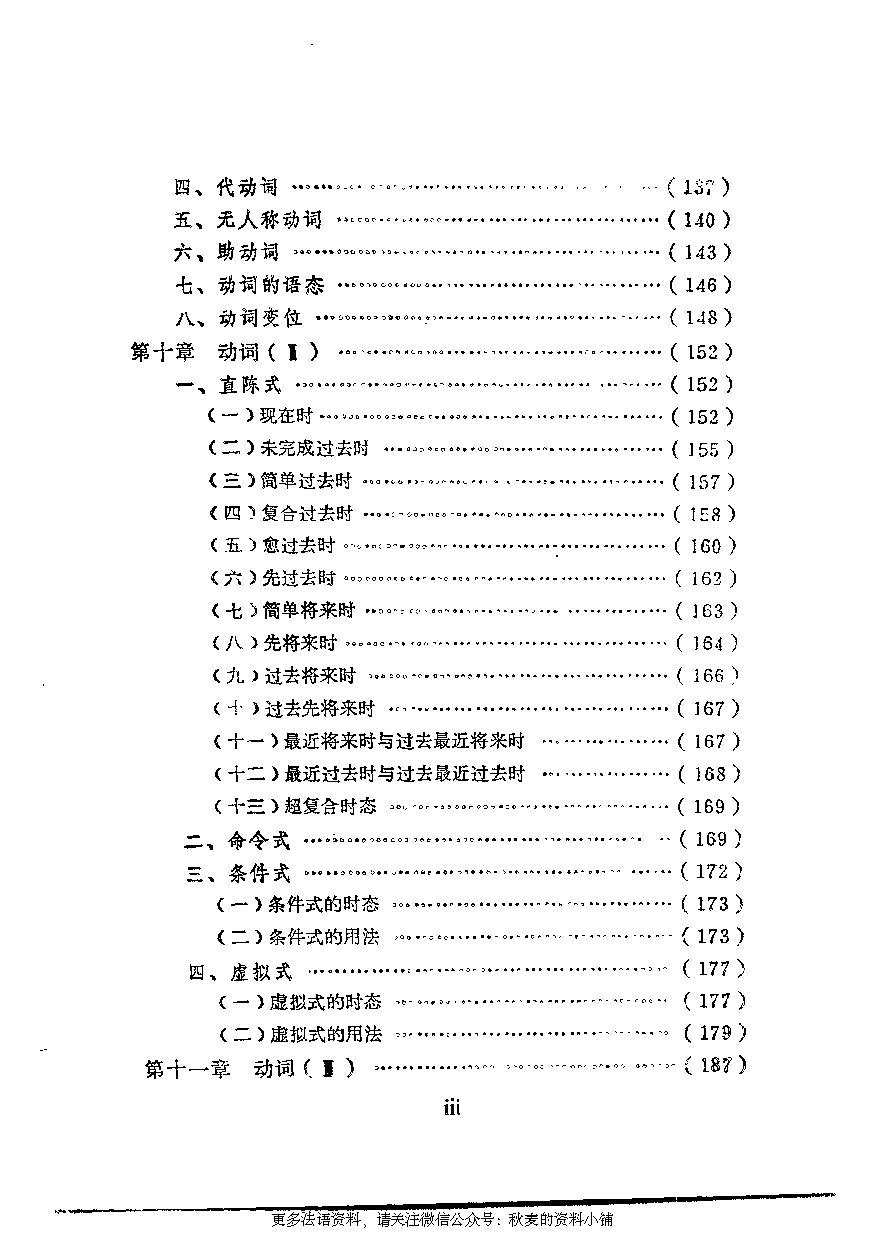 四、代动词 ……………………(137)
五、无人称动词 ……………………(140)
六、助动词 ……………………(143)
七、动词的语态 ……………………(146)
八、动词变位 ……………………(148)
第十章 动词(Ⅱ) ……………………(152)
一、直陈式 ……………………(152)
(一)现在时 ……………………(152)
(二)未完成过去时 ……………………(155)
(三)简单过去时 ……………………(157)
(四)复合过去时 ……………………(158)
(五)愈过去时 ……………………(160)
(六)先过去时 ……………………(162)
(七)简单将来时 ……………………(163)
(八)先将来时 ……………………(164)
(九)过去将来时 ……………………(166)
(十)过去先将来时 ……………………(167)
(十一)最近将来时与过去最近将来时 …………(167)
(十二)最近过去时与过去最近过去时 …………(168)
(十三)超复合时态 ……………………(169)
二、命令式 ……………………(169)
三、条件式 ……………………(172)
(一)条件式的时态 ……………………(173)
(二)条件式的用法 ……………………(173)
四、虚拟式 ……………………(177)
(一)虚拟式的时态 ……………………(177)
(二)虚拟式的用法 ……………………(179)
第十一章 动词(Ⅲ) ……………………(187)
iii
更多法语资料，请关注微信公众号：秋麦的资料小铺